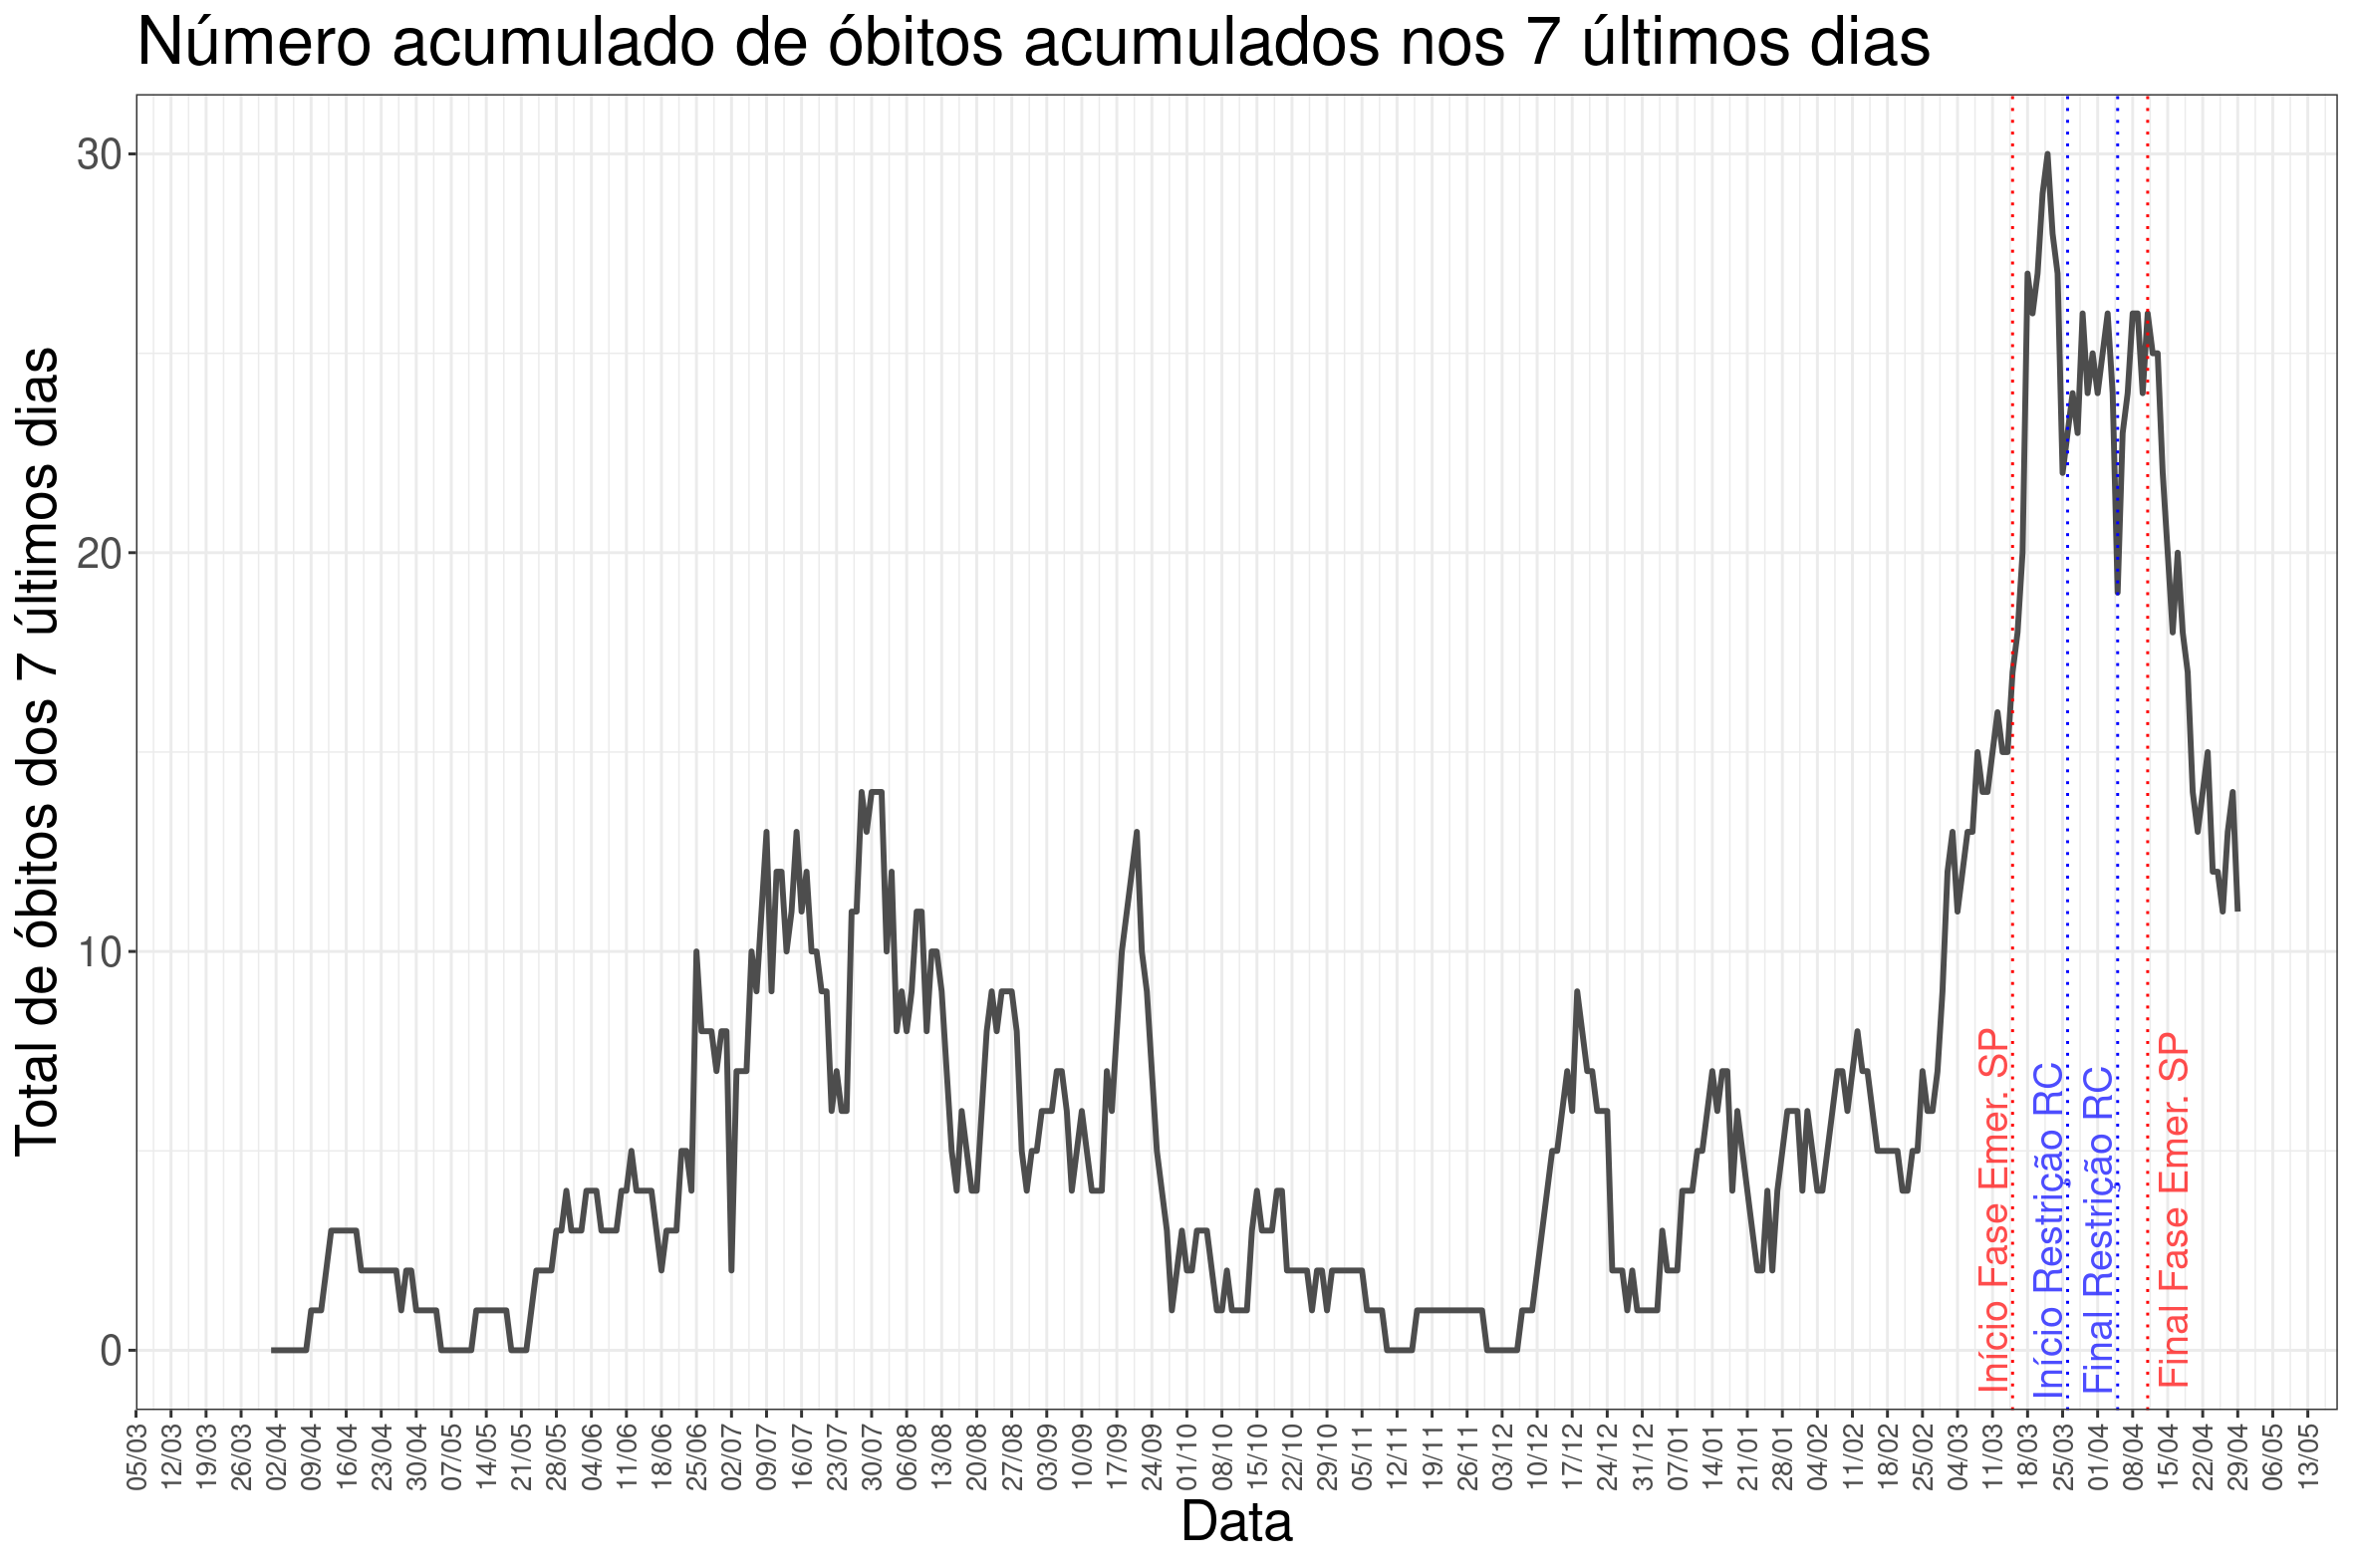 Número acumulado de óbitos acumulados nos 7 últimos dias
Total de óbitos dos 7 últimos dias
30
20
10
0
Início Fase Emer. SP
Início Restrição RC
Final Restrição RC
Final Fase Emer. SP
05/03 12/03 19/03 26/03 02/04 09/04 16/04 23/04 30/04 07/05 14/05 21/05 28/05 04/06 11/06 18/06 25/06 02/07 09/07 16/07 23/07 30/07 06/08 13/08 20/08 27/08 03/09 10/09 17/09 24/09 01/10 08/10 15/10 22/10 29/10 05/11 12/11 19/11 26/11 03/12 10/12 17/12 24/12 31/12 07/01 14/01 21/01 28/01 04/02 11/02 18/02 25/02 04/03 11/03 18/03 25/03 01/04 08/04 15/04 22/04 29/04 06/05 13/05
Data